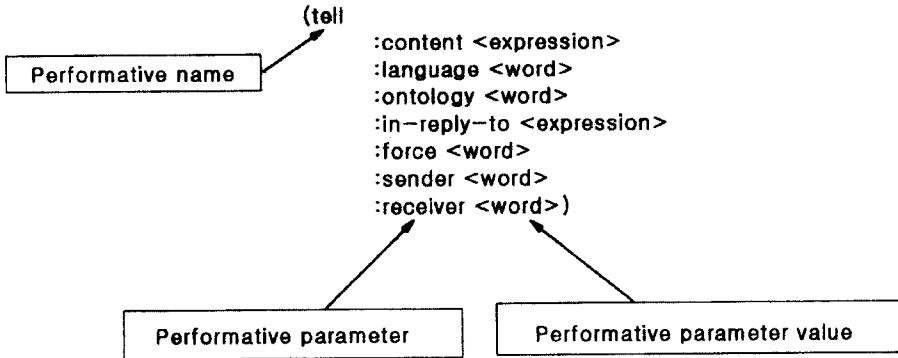 (tell
:content <expression>
Performative name
:language <word>
:ontology <word>
:in-reply-to <expression>
:force <word>
:sender <word>
:receiver <word>)
Performative parameter
Performative parameter value